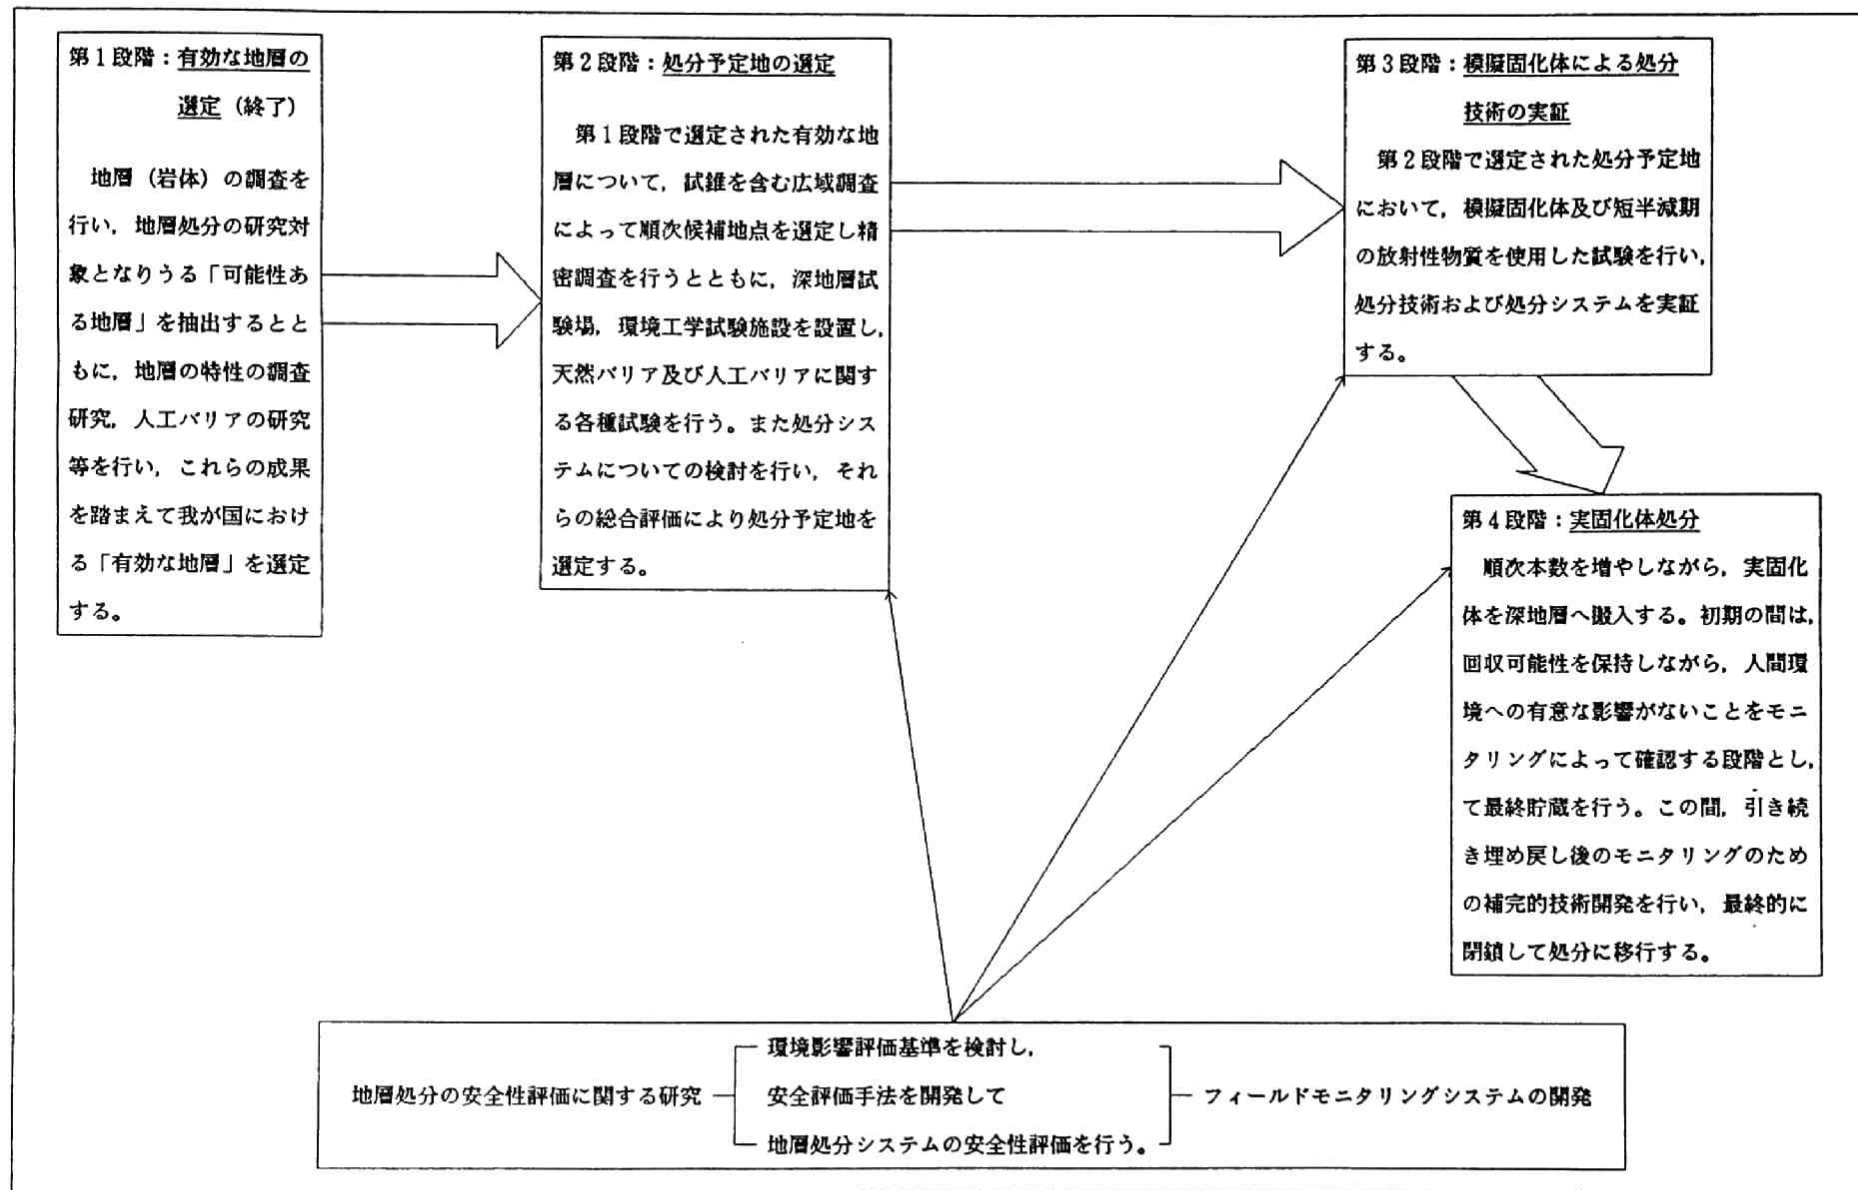 第1段階：有効な地層の
選定（終了）
地層（岩体）の調査を
行い，地層処分の研究対
象となりうる「可能性あ
る地層」を抽出するとと
もに，地層の特性の調査
研究，人工バリアの研究
等を行い，これらの成果
を踏まえて我が国におけ
る「有効な地層」を選定
する。
第2段階：処分予定地の選定
第1段階で選定された有効な地
層について，試錐を含む広域調査
によって順次候補地点を選定し精
密調査を行うとともに，深地層試
験場，環境工学試験施設を設置し，
天然バリア及び人工バリアに関す
る各種試験を行う。また処分シス
テムについての検討を行い，それ
らの総合評価により処分予定地を
選定する。
第3段階：模擬固化体による処分
技術の実証
第2段階で選定された処分予定地
において，模擬固化体及び短半減期
の放射性物質を使用した試験を行い，
処分技術および処分システムを実証
する。
第4段階：実固化体処分
順次本数を増やしながら，実固化
体を深地層へ搬入する。初期の間は，
回収可能性を保持しながら，人間環
境への有意な影響がないことをモニ
タリングによって確認する段階とし，
て最終貯蔵を行う。この間，引き続
き埋め戻し後のモニタリングのため
の補完的技術開発を行い，最終的に
閉鎖して処分に移行する。
環境影響評価基準を検討し，
地層処分の安全性評価に関する研究 安全評価手法を開発して フィールドモニタリングシステムの開発
地層処分システムの安全性評価を行う。